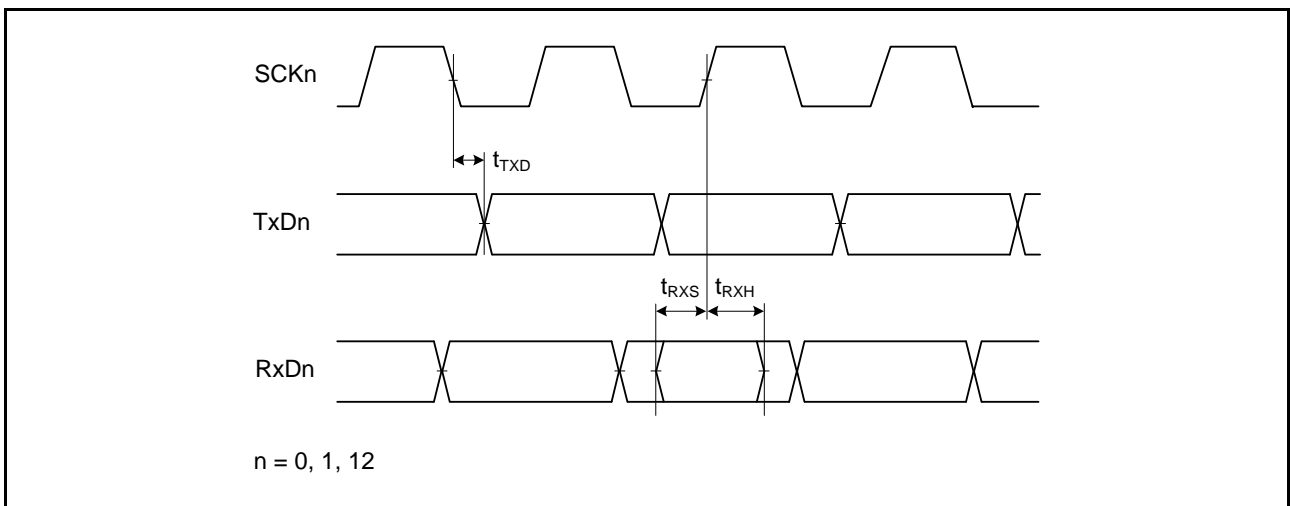 SCKn
tTXD
TxDn
tRXS tRXH
RxDn
n = 0, 1, 12